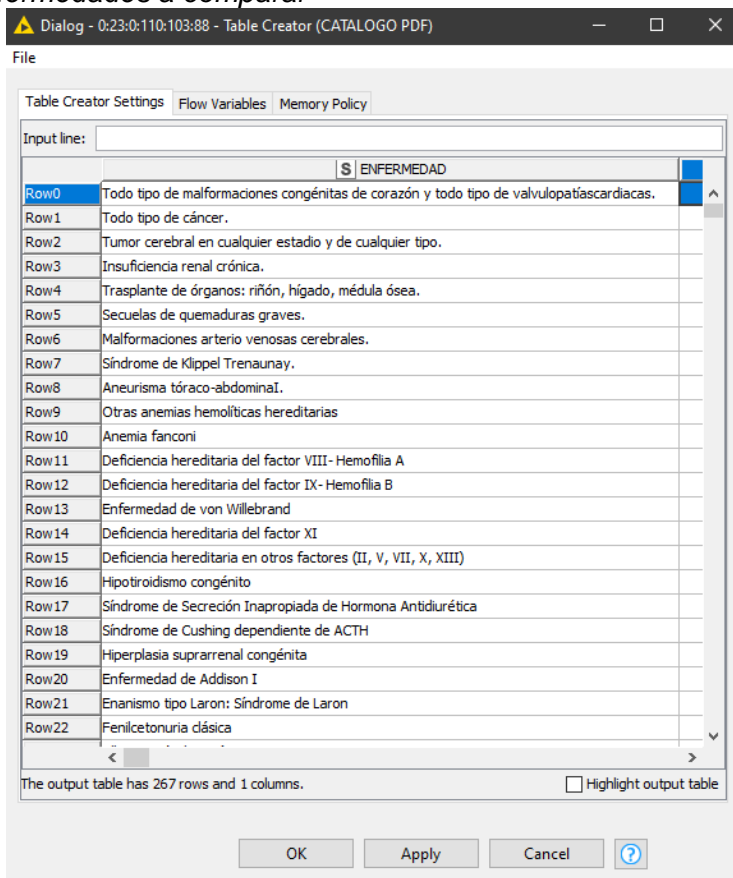 a comparar
Dialog - 0:23:0:110:103:88 - Table Creator (CATALOGO PDF)
File
Table Creator Settings Flow Variables Memory Policy
Input line:
S ENFERMEDAD
Row0 Todo tipo de malformaciones congénitas de corazón y todo tipo de valvulopatíascardiacas.
Row1 Todo tipo de cáncer.
Row2 Tumor cerebral en cualquier estadio y de cualquier tipo.
Row3 Insuficiencia renal crónica.
Row4 Trasplante de órganos: riñón, hígado, médula ósea.
Row5 Secuelas de quemaduras graves.
Row6 Malformaciones arterio venosas cerebrales.
Row7 Síndrome de Klippel Trenaunay.
Row8 Aneurisma tóraco-abdominaI.
Row9 Otras anemias hemolíticas hereditarias
Row10 Anemia fanconi
Row11 Deficiencia hereditaria del factor VIII- Hemofilia A
Row12 Deficiencia hereditaria del factor IX- Hemofilia B
Row13 Enfermedad de von Willebrand
Row14 Deficiencia hereditaria del factor XI
Row15 Deficiencia hereditaria en otros factores (II, V, VII, X, XIII)
Row16 Hipotiroidismo congénito
Row17 Síndrome de Secreción Inapropiada de Hormona Antidiurética
Row18 Síndrome de Cushing dependiente de ACTH
Row19 Hiperplasia suprarrenal congénita
Row20 Enfermedad de Addison I
Row21 Enanismo tipo Laron: Síndrome de Laron
Row22 Fenilcetonuria clásica
The output table has 267 rows and 1 columns. Highlight output table
OK Apply Cancel ?